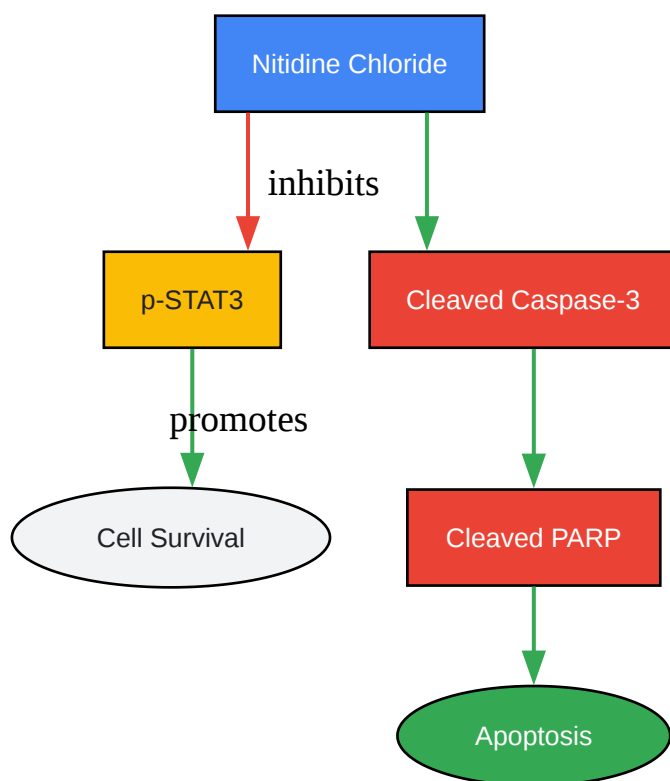 Nitidine Chloride
inhibits
p-STAT3
Cleaved Caspase-3
promotes
Cell Survival
Cleaved PARP
Apoptosis